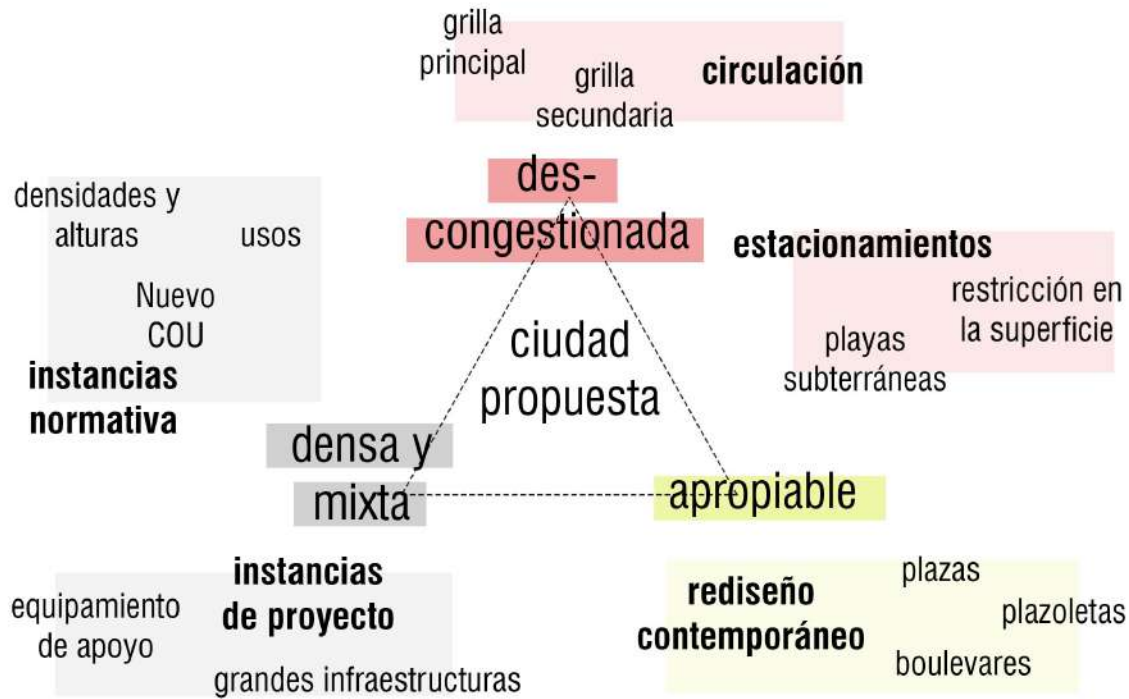 grilla
principal
grilla
secundaria
circulación
des-
congestionada
densidades y
alturas
usos
Nuevo
COU
instancias
normativa
estacionamientos
restricción en
la superficie
playas
subterráneas
ciudad
propuesta
densa y
mixta
apropiable
instancias
de proyecto
equipamiento
de apoyo
grandes infraestructuras
rediseño
contemporáneo
plazas
plazoletas
boulevares